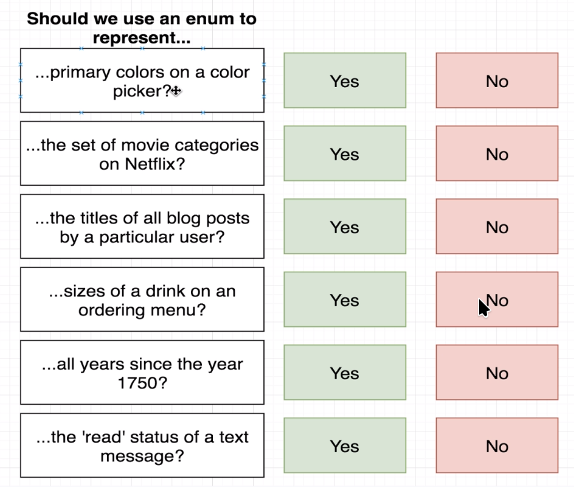 Should we use an enum to
represent...
...primary colors on a color
picker?
Yes
No
...the set of movie categories
on Netflix?
Yes
No
...the titles of all blog posts
by a particular user?
Yes
No
...sizes of a drink on an
ordering menu?
Yes
No
...all years since the year
1750?
Yes
No
...the 'read' status of a text
message?
Yes
No